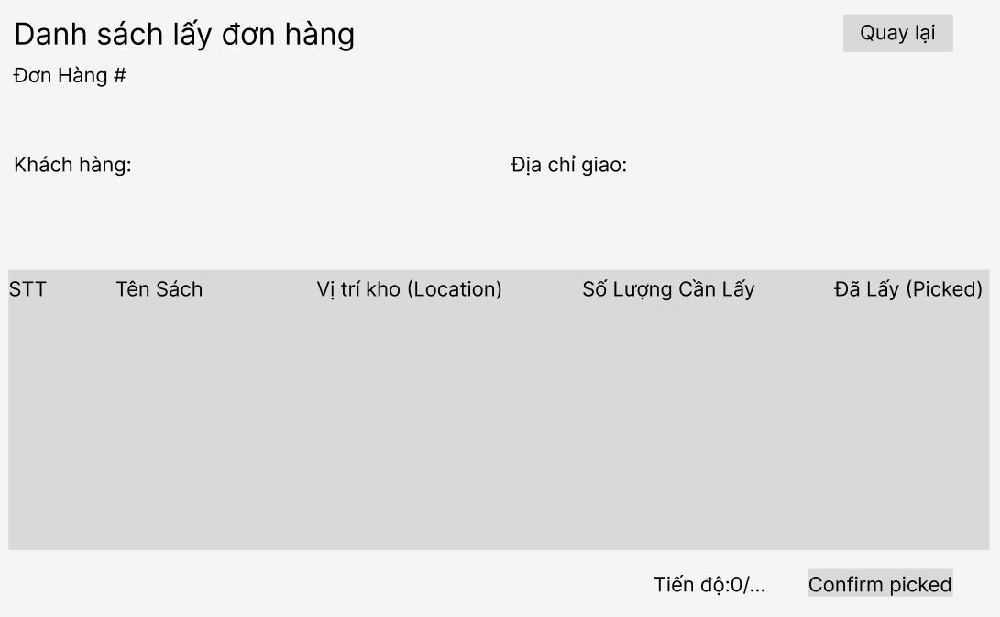 Danh sách lấy đơn hàng
Quay lại
Đơn Hàng #
Khách hàng:
Địa chỉ giao:
STT Tên Sách Vị trí kho (Location) Số Lượng Cần Lấy Đã Lấy (Picked)
Tiến độ:0/...
Confirm picked